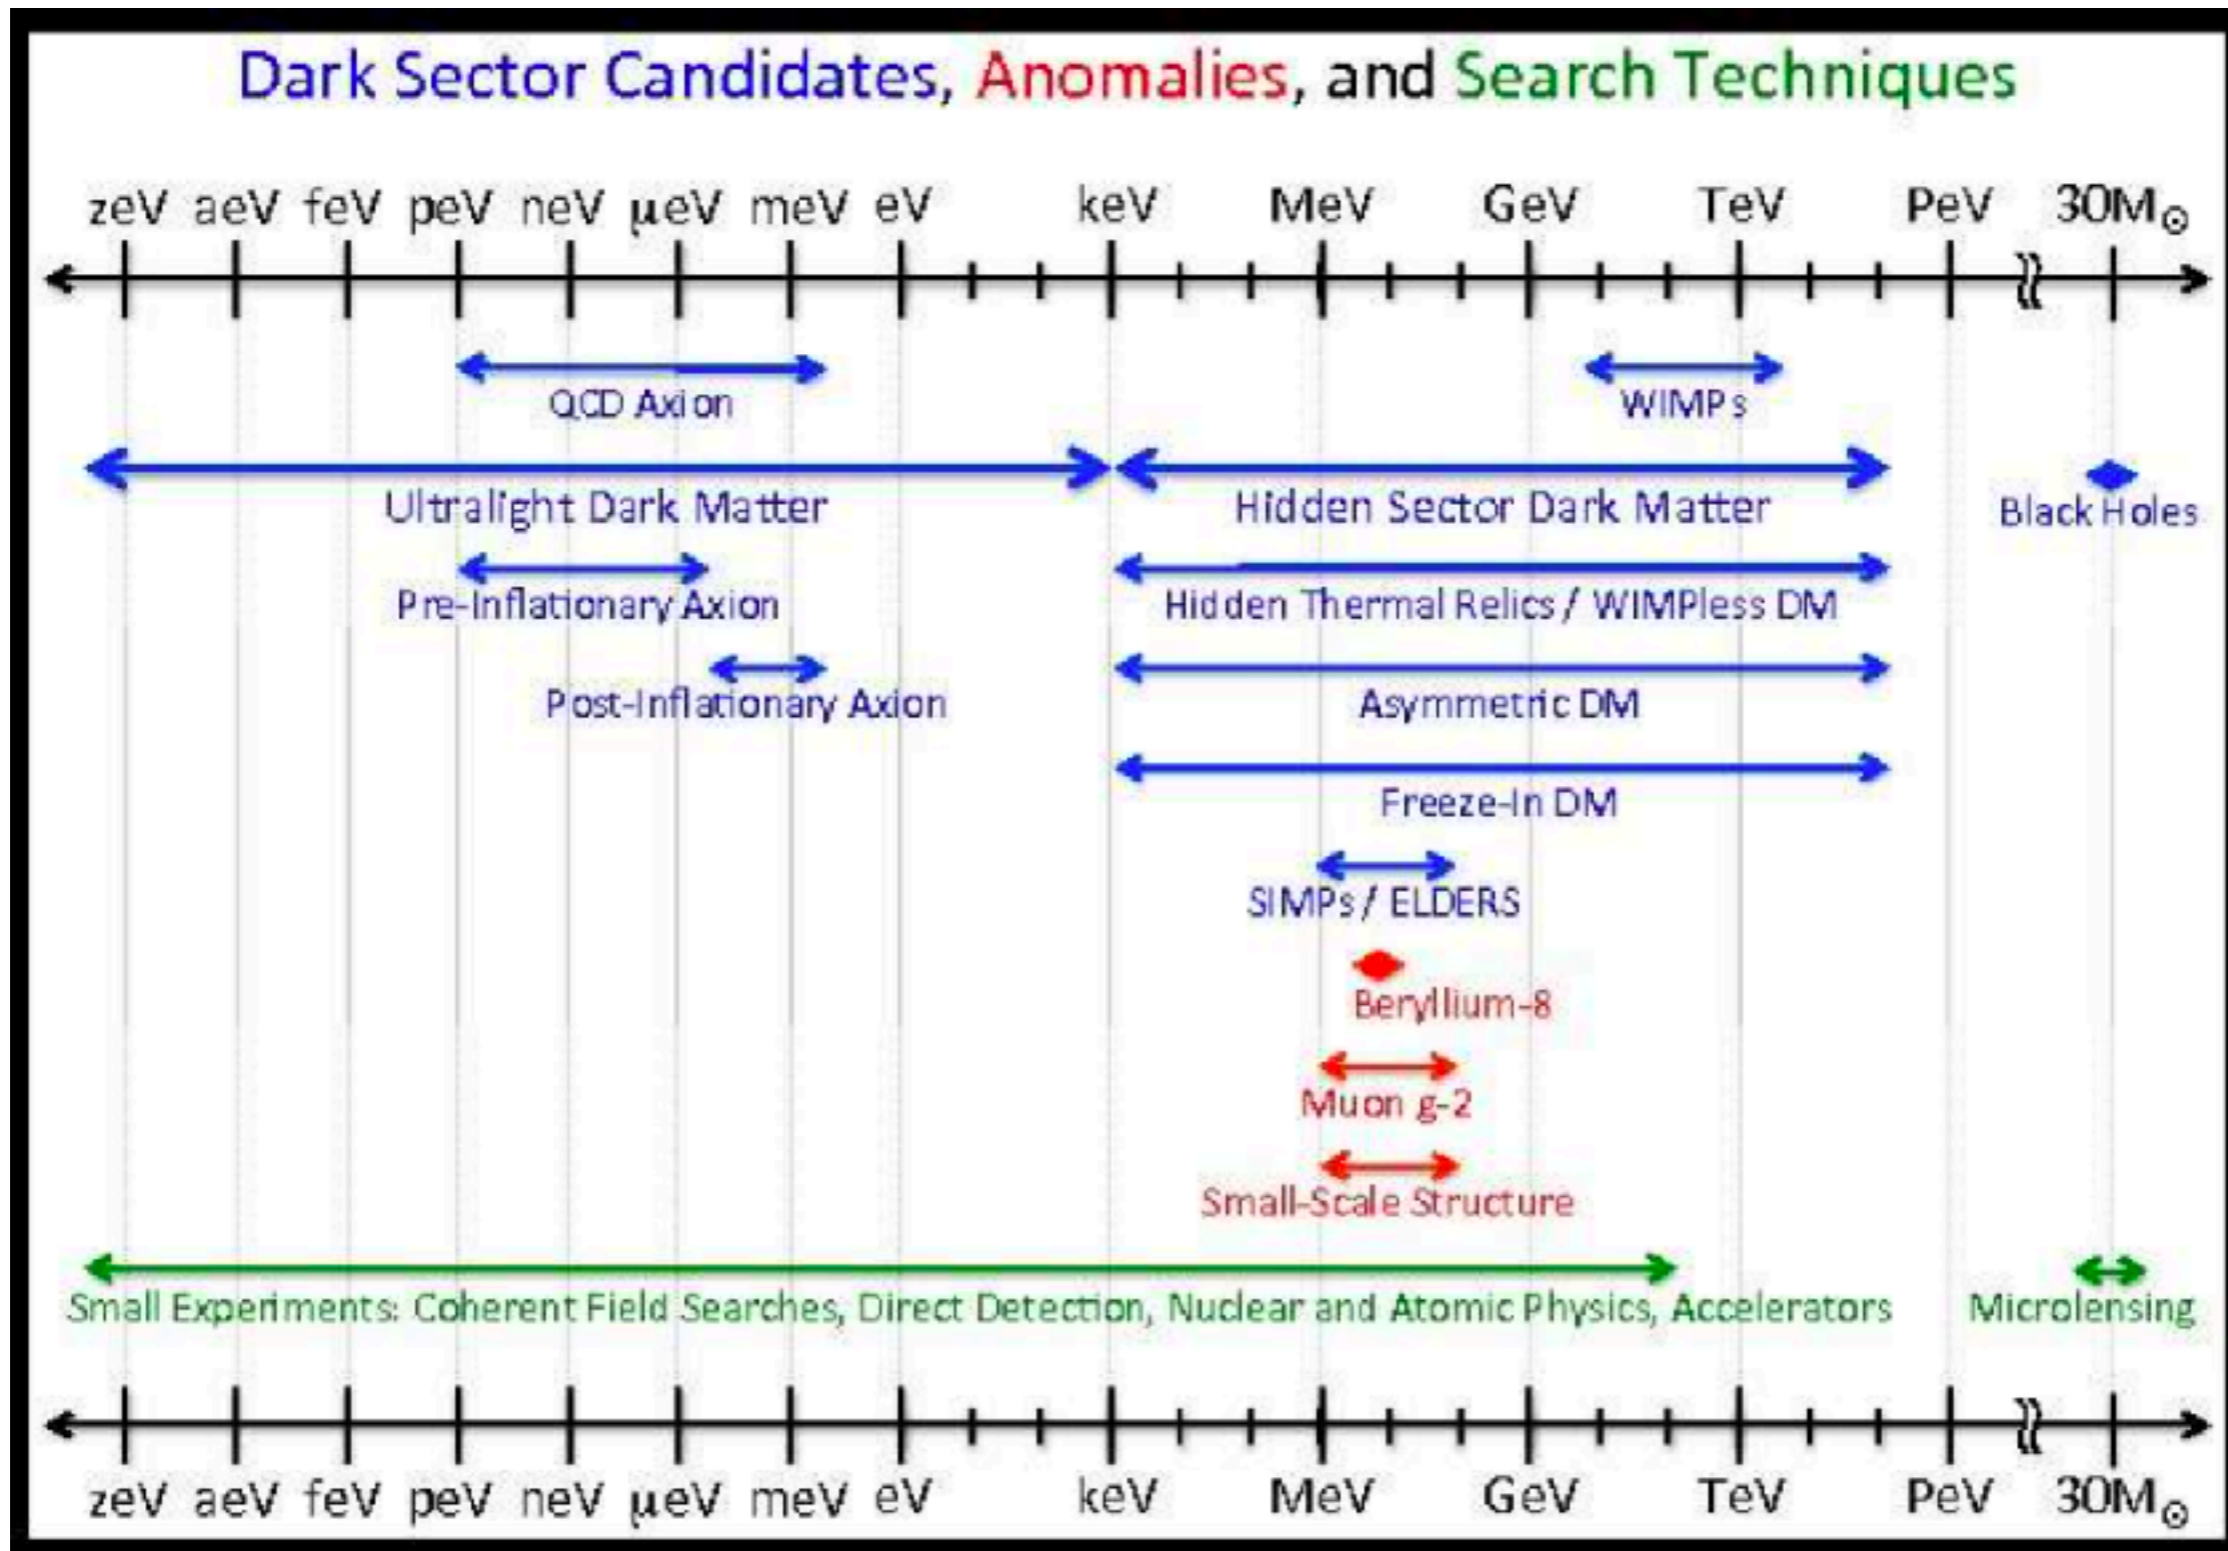 Dark Sector Candidates, Anomalies, and Search Techniques
zeV aeV feV peV neV μeV meV eV keV MeV GeV TeV PeV 30M☉
QCD Axion WIMPs
Ultralight Dark Matter Hidden Sector Dark Matter Black Holes
Pre-Inflationary Axion Hidden Thermal Relics / WIMPless DM
Post-Inflationary Axion Asymmetric DM
Freeze-In DM
SIMPs / ELDERS
Beryllium-8
Muon g-2
Small-Scale Structure
Small Experiments: Coherent Field Searches, Direct Detection, Nuclear and Atomic Physics, Accelerators Microlensing
zeV aeV feV peV neV μeV meV eV keV MeV GeV TeV PeV 30M☉